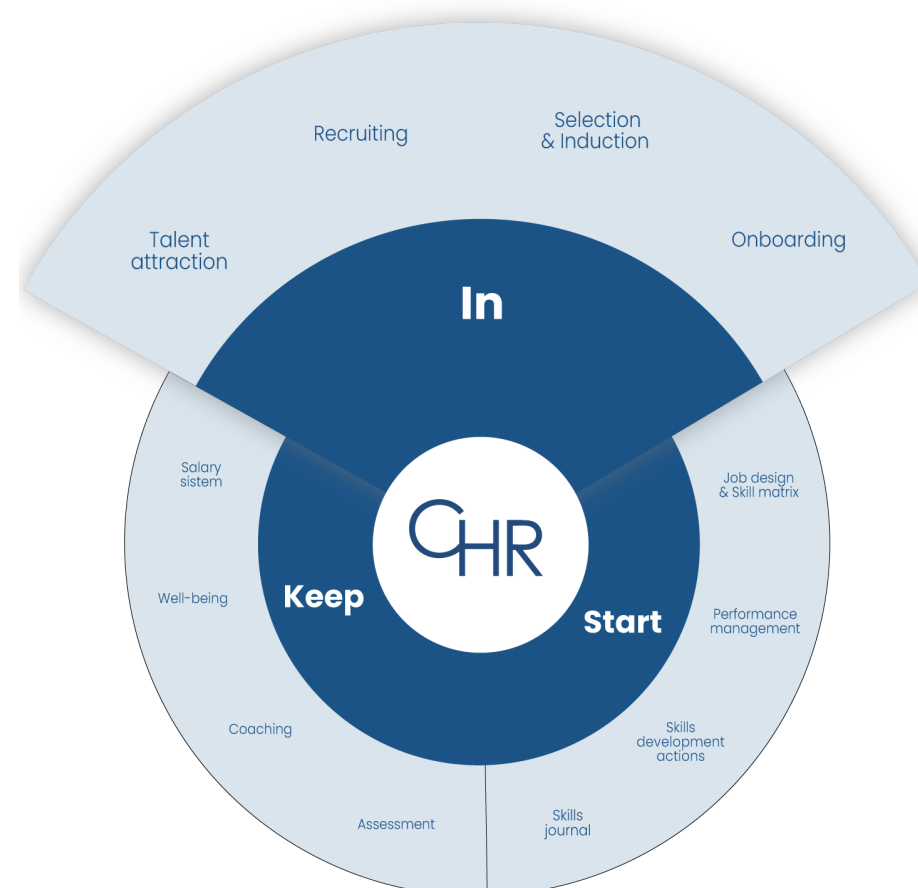 Recruiting
Selection
& Induction
Talent
attraction
Onboarding
In
Salary
sistem
Job design
& Skill matrix
CHR
Well-being
Keep
Start
Performance
management
Coaching
Skills
development
actions
Assessment
Skills
journal